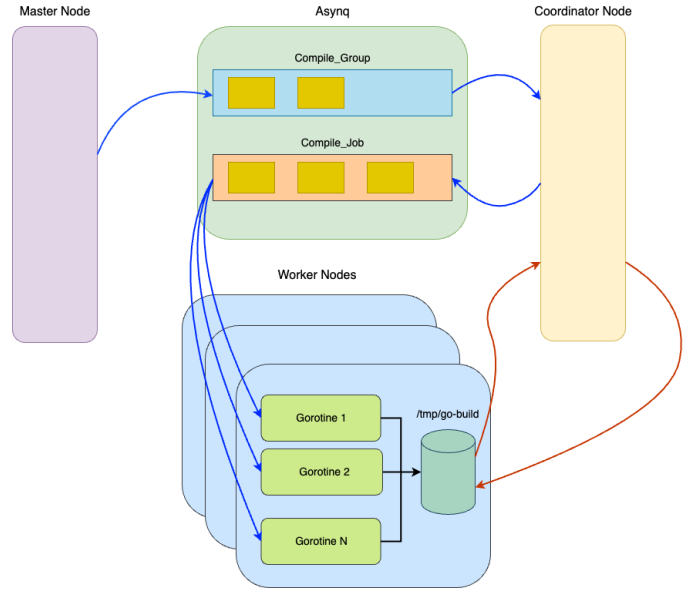 Master Node
Asynq
Coordinator Node
Compile_Group
Compile_Job
Worker Nodes
/tmp/go-build
Gorotine 1
Gorotine 2
Gorotine N